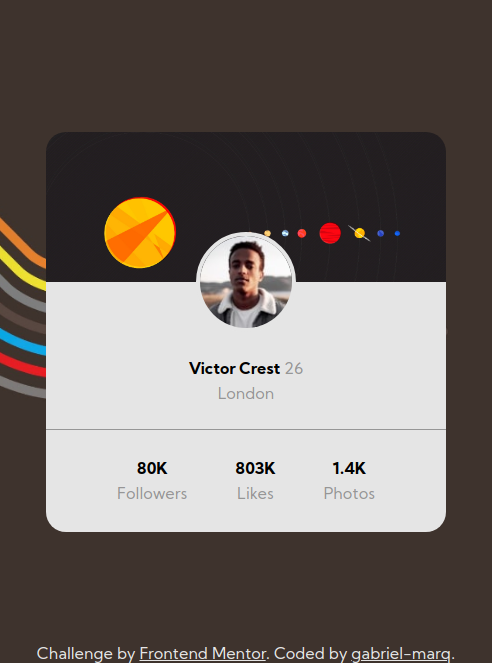 Victor Crest 26
London
80K 803K 1.4K
Followers Likes Photos
Challenge by Frontend Mentor. Coded by gabriel-marq.